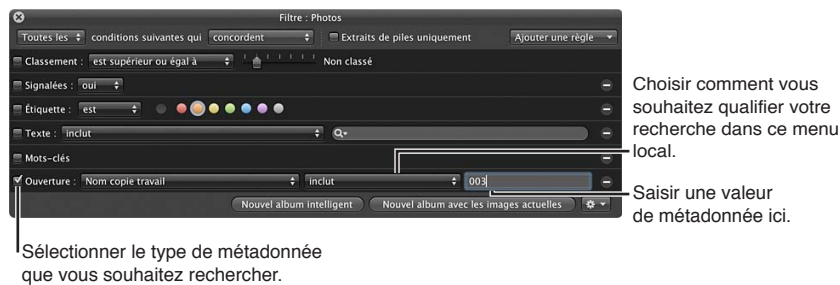 Filtre : Photos
Toutes les conditions suivantes qui concordent Extraits de piles uniquement Ajouter une règle
Classement : est supérieur ou égal à Non classé
Signalées : oui
Étiquette : est
Texte : inclut
Mots-clés
Ouverture : Nom copie travail inclut 003
Nouvel album intelligent Nouvel album avec les images actuelles
Choisir comment vous
souhaitez qualifier votre
recherche dans ce menu
local.
Saisir une valeur
de métadonnée ici.
Sélectionner le type de métadonnée
que vous souhaitez rechercher.